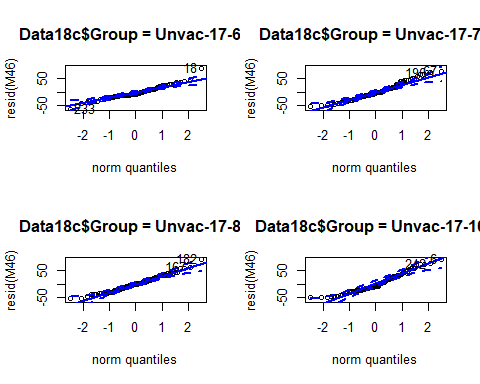 Data18c$Group = Unvac-17-6
resid(M46)
50
-50
18
233
-2 -1 0 1 2
norm quantiles
Data18c$Group = Unvac-17-7
resid(M46)
50
-50
-2 -1 0 1 2
norm quantiles
Data18c$Group = Unvac-17-8
resid(M46)
50
-50
182
-2 -1 0 1 2
norm quantiles
Data18c$Group = Unvac-17-10
resid(M46)
50
-50
-2 -1 0 1 2
norm quantiles